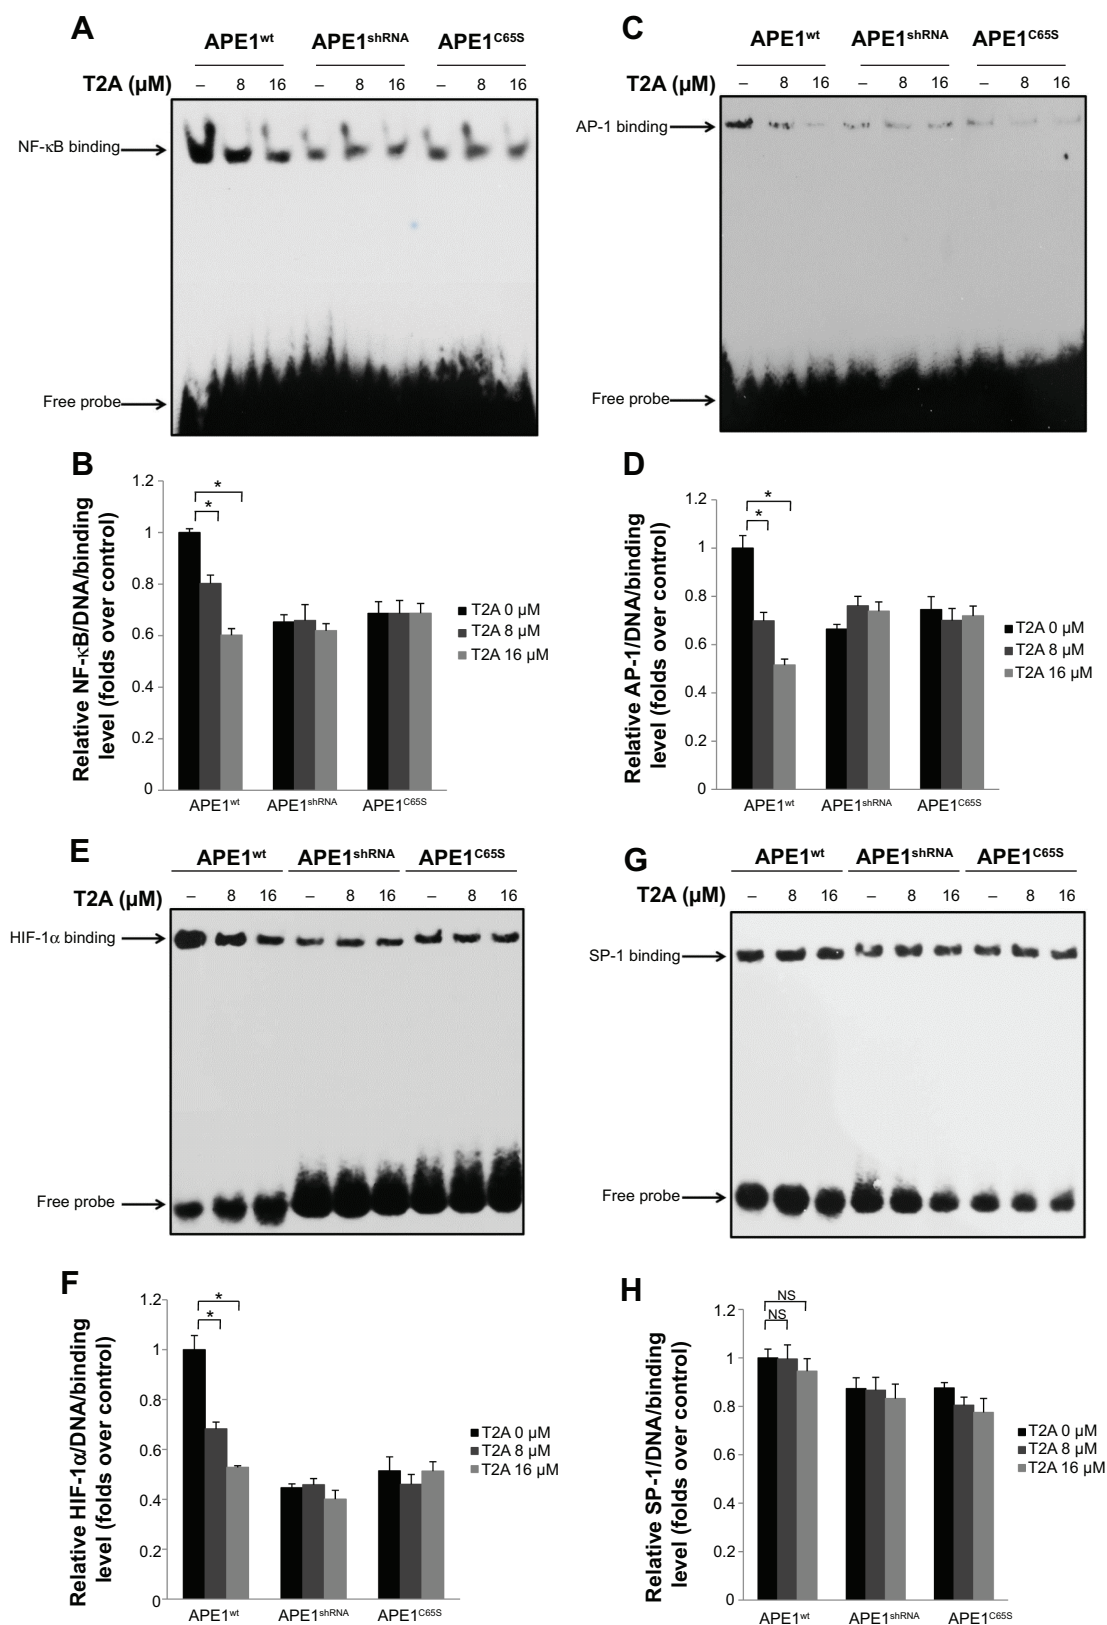 A
APE1wt APE1shRNA APE1C65S
T2A (µM) – 8 16 – 8 16 – 8 16
NF-κB binding
Free probe
B
Relative NF-κB/DNA/binding
level (folds over control)
1.2
1
0.8
0.6
0.4
0.2
0
* *
APE1wt APE1shRNA APE1C65S
T2A 0 µM
T2A 8 µM
T2A 16 µM
C
APE1wt APE1shRNA APE1C65S
T2A (µM) – 8 16 – 8 16 – 8 16
AP-1 binding
Free probe
D
Relative AP-1/DNA/binding
level (folds over control)
1.2
1
0.8
0.6
0.4
0.2
0
* *
APE1wt APE1shRNA APE1C65S
T2A 0 µM
T2A 8 µM
T2A 16 µM
E
APE1wt APE1shRNA APE1C65S
T2A (µM) – 8 16 – 8 16 – 8 16
HIF-1α binding
Free probe
F
Relative HIF-1α/DNA/binding
level (folds over control)
1.2
1
0.8
0.6
0.4
0.2
0
* *
APE1wt APE1shRNA APE1C65S
T2A 0 µM
T2A 8 µM
T2A 16 µM
G
APE1wt APE1shRNA APE1C65S
T2A (µM) – 8 16 – 8 16 – 8 16
SP-1 binding
Free probe
H
Relative SP-1/DNA/binding
level (folds over control)
1.2
1
0.8
0.6
0.4
0.2
0
NS
NS
APE1wt APE1shRNA APE1C65S
T2A 0 µM
T2A 8 µM
T2A 16 µM